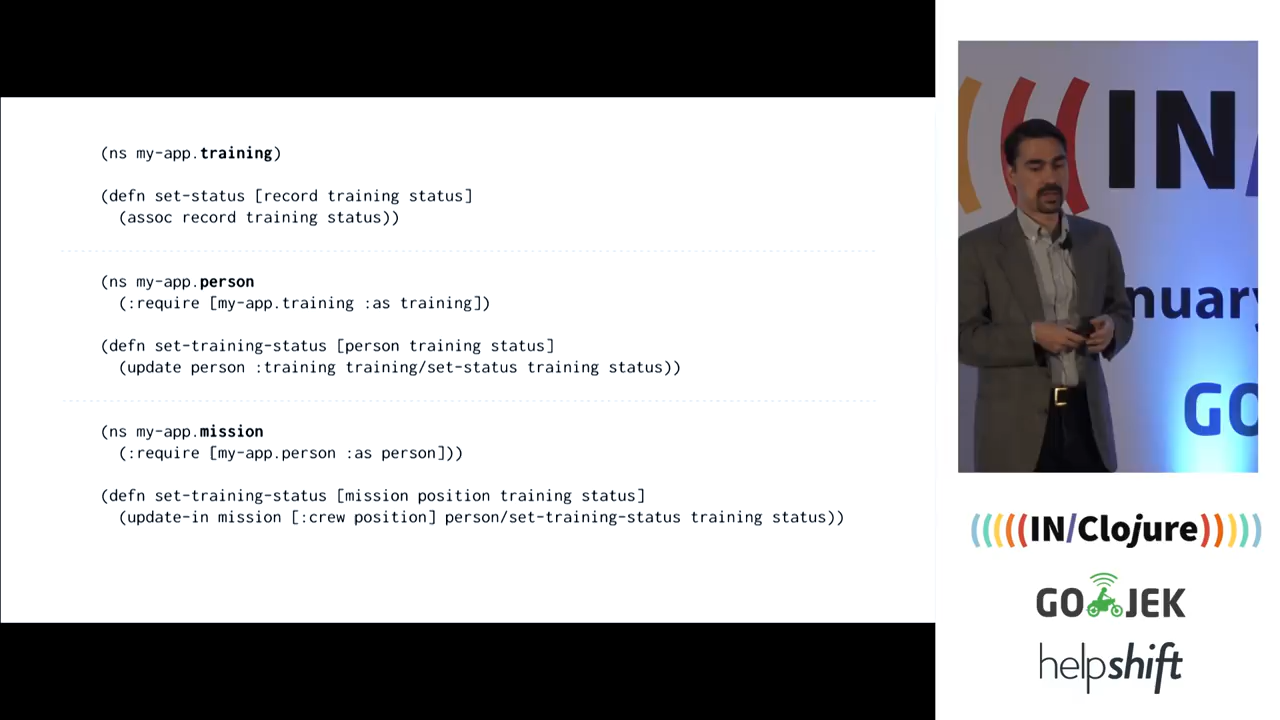 (ns my-app.training)
(defn set-status [record training status]
(assoc record training status))
(ns my-app.person
(:require [my-app.training :as training])
(defn set-training-status [person training status]
(update person :training training/set-status training status))
(ns my-app.mission
(:require [my-app.person :as person]))
(defn set-training-status [mission position training status]
(update-in mission [:crew position] person/set-training-status training status))
(((IN/
nuary
GO
(((((IN/Clojure)))))
GO JEK
helpshift